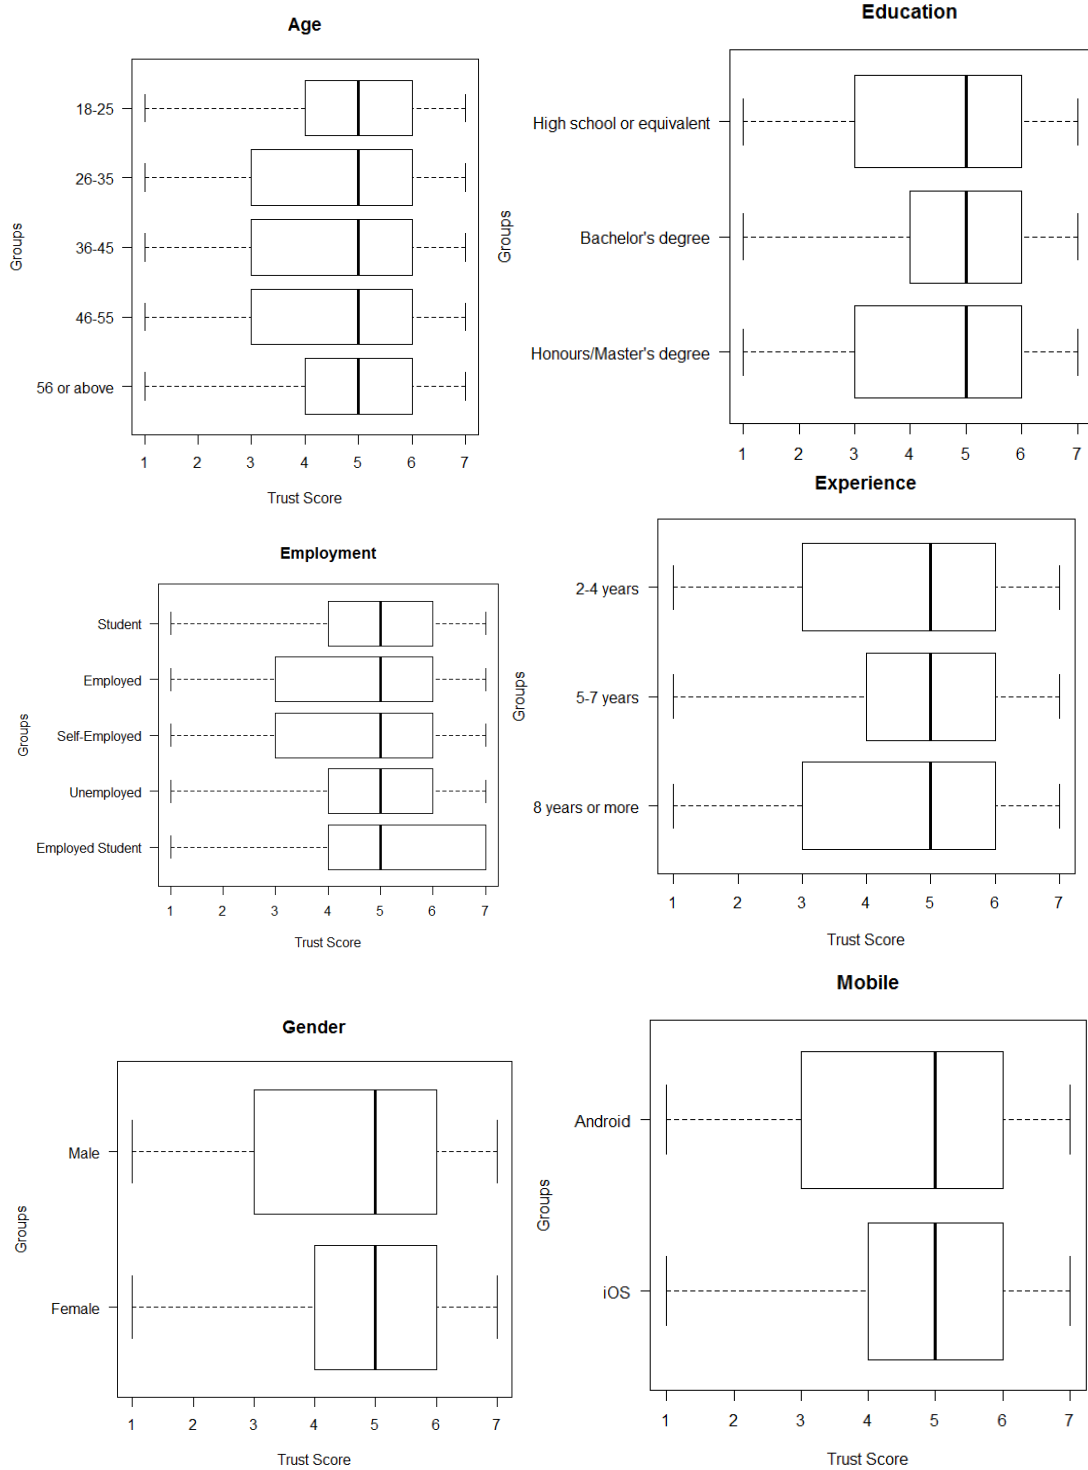 Age
Groups
18-25
26-35
36-45
46-55
56 or above
1 2 3 4 5 6 7
Trust Score
Education
Groups
High school or equivalent
Bachelor's degree
Honours/Master's degree
1 2 3 4 5 6 7
Employment
Groups
Student
Employed
Self-Employed
Unemployed
Employed Student
1 2 3 4 5 6 7
Trust Score
Experience
Groups
2-4 years
5-7 years
8 years or more
1 2 3 4 5 6 7
Trust Score
Gender
Groups
Male
Female
1 2 3 4 5 6 7
Trust Score
Mobile
Groups
Android
iOS
1 2 3 4 5 6 7
Trust Score